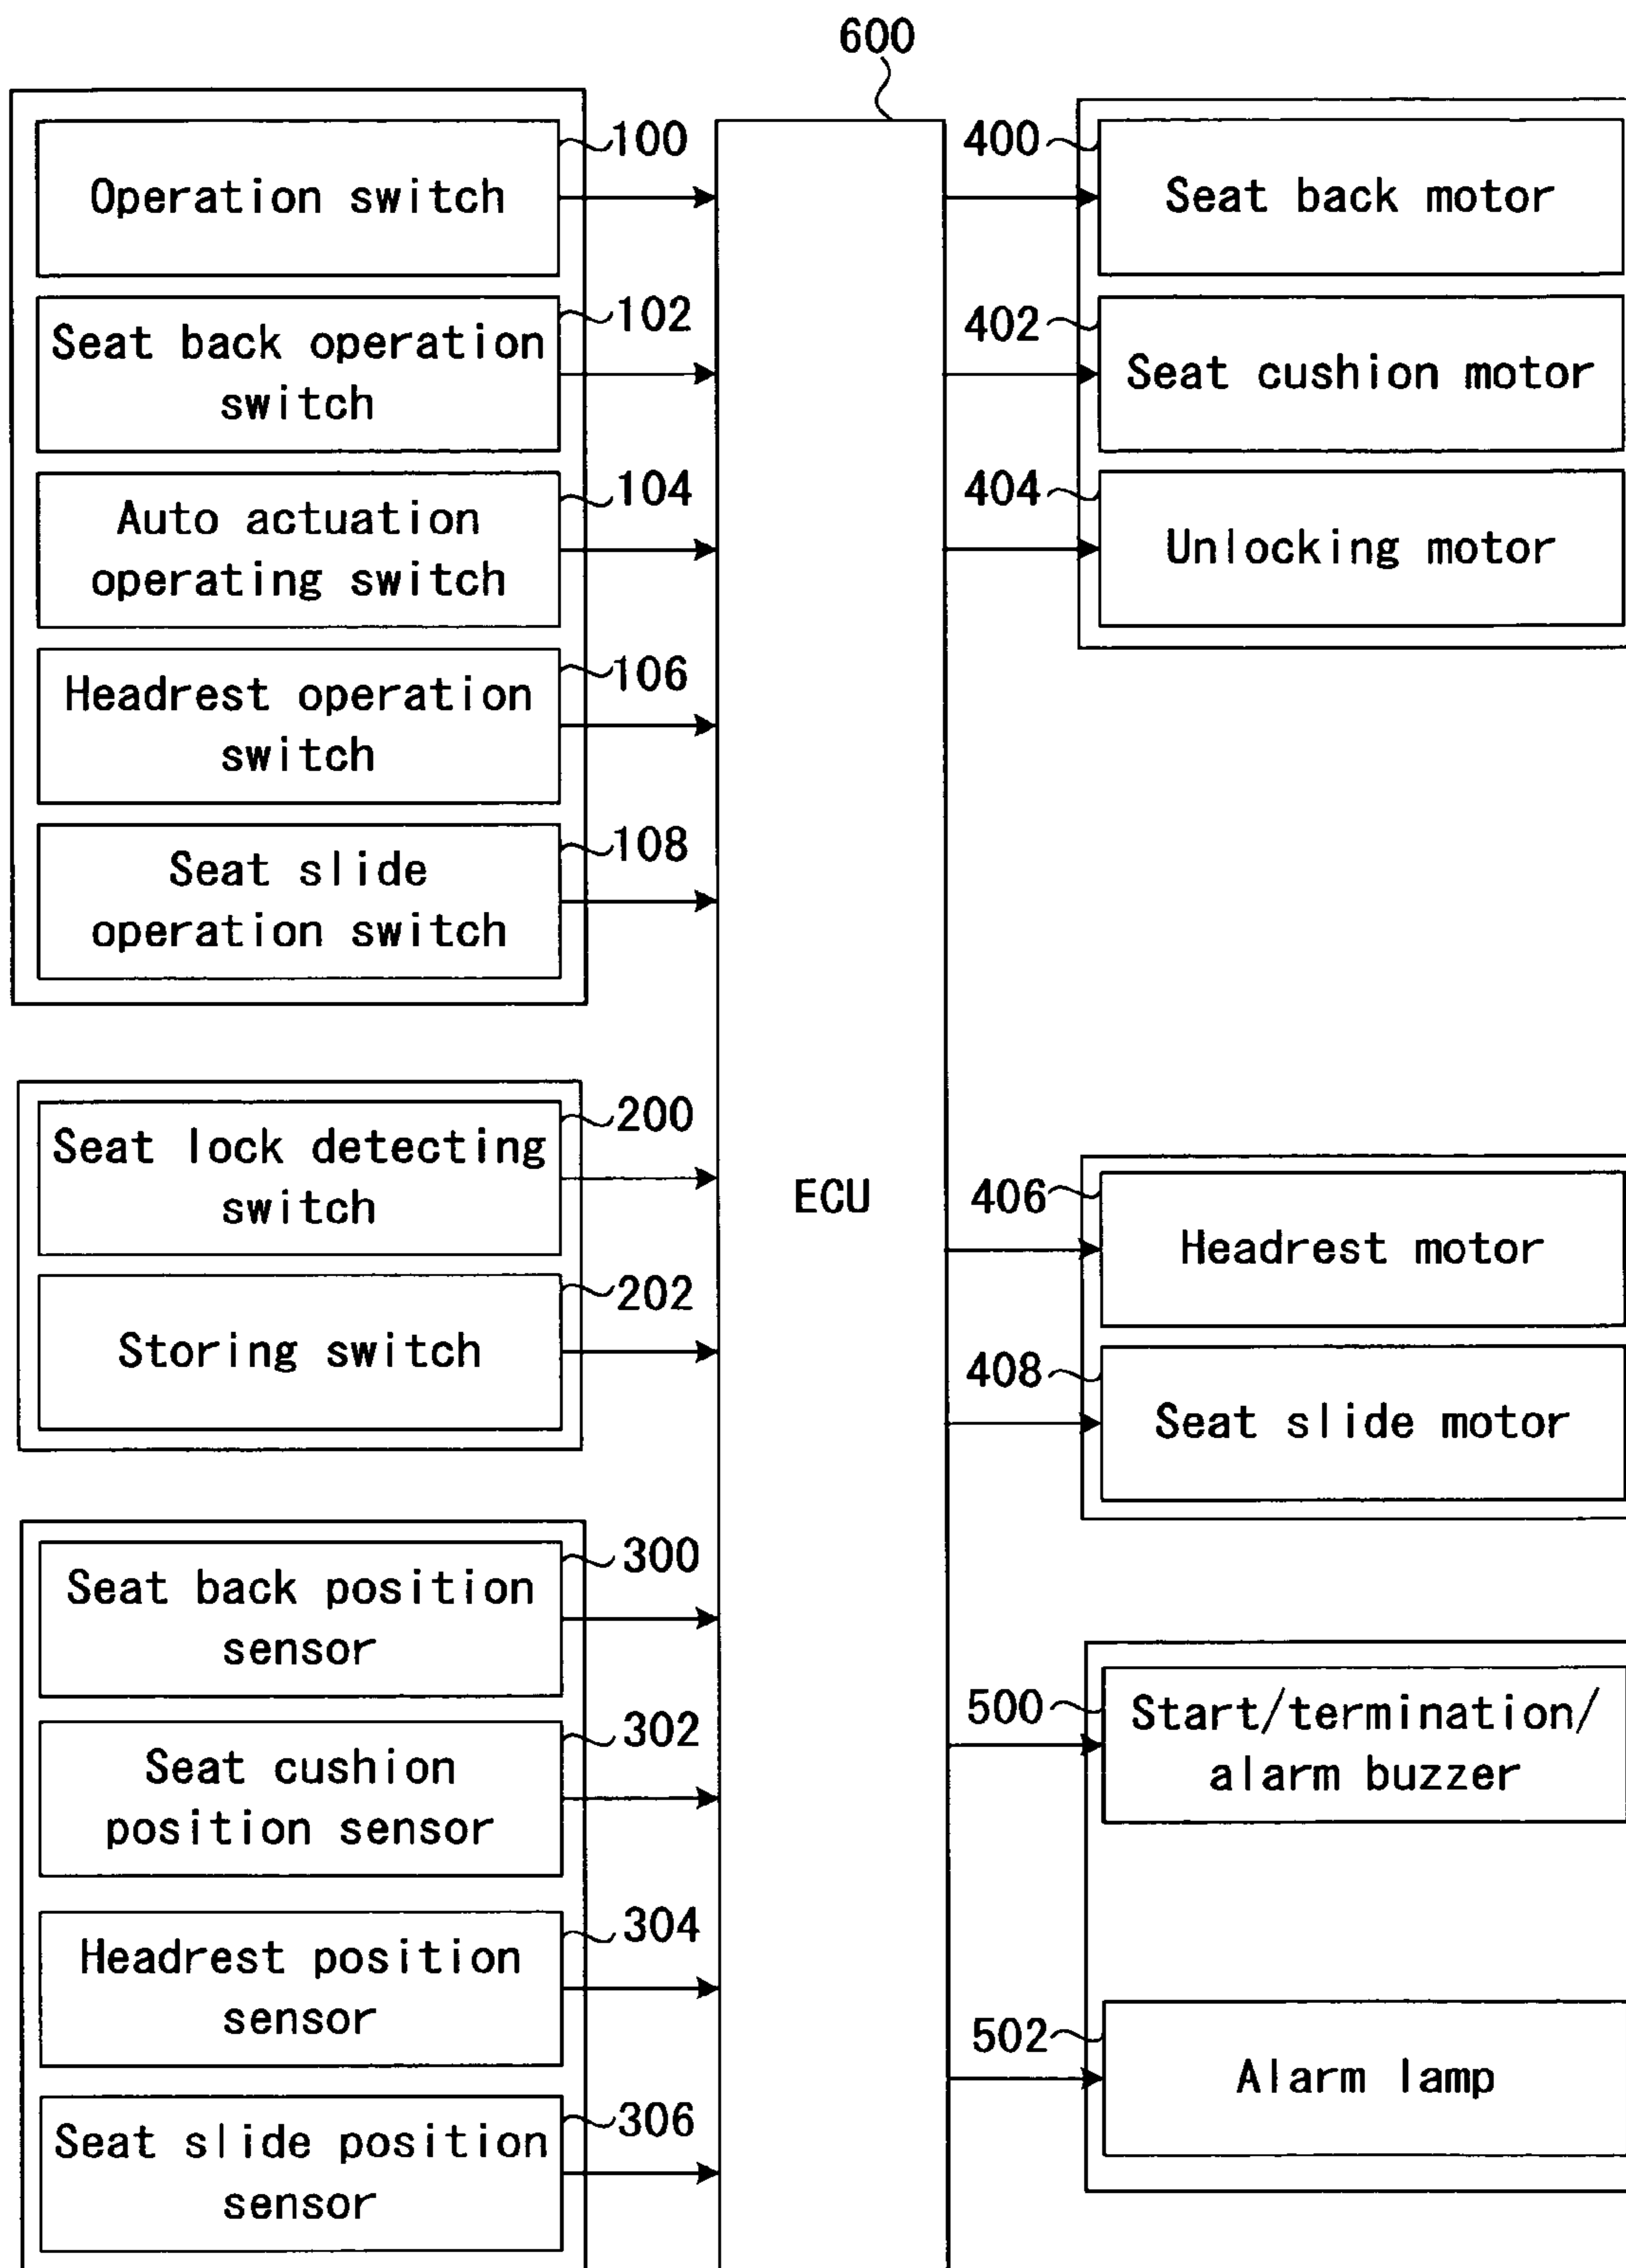 600
100
Operation switch
102
Seat back operation
switch
104
Auto actuation
operating switch
106
Headrest operation
switch
108
Seat slide
operation switch
200
Seat lock detecting
switch
202
Storing switch
300
Seat back position
sensor
302
Seat cushion
position sensor
304
Headrest position
sensor
306
Seat slide position
sensor
ECU
400
Seat back motor
402
Seat cushion motor
404
Unlocking motor
406
Headrest motor
408
Seat slide motor
500
Start/termination/
alarm buzzer
502
Alarm lamp